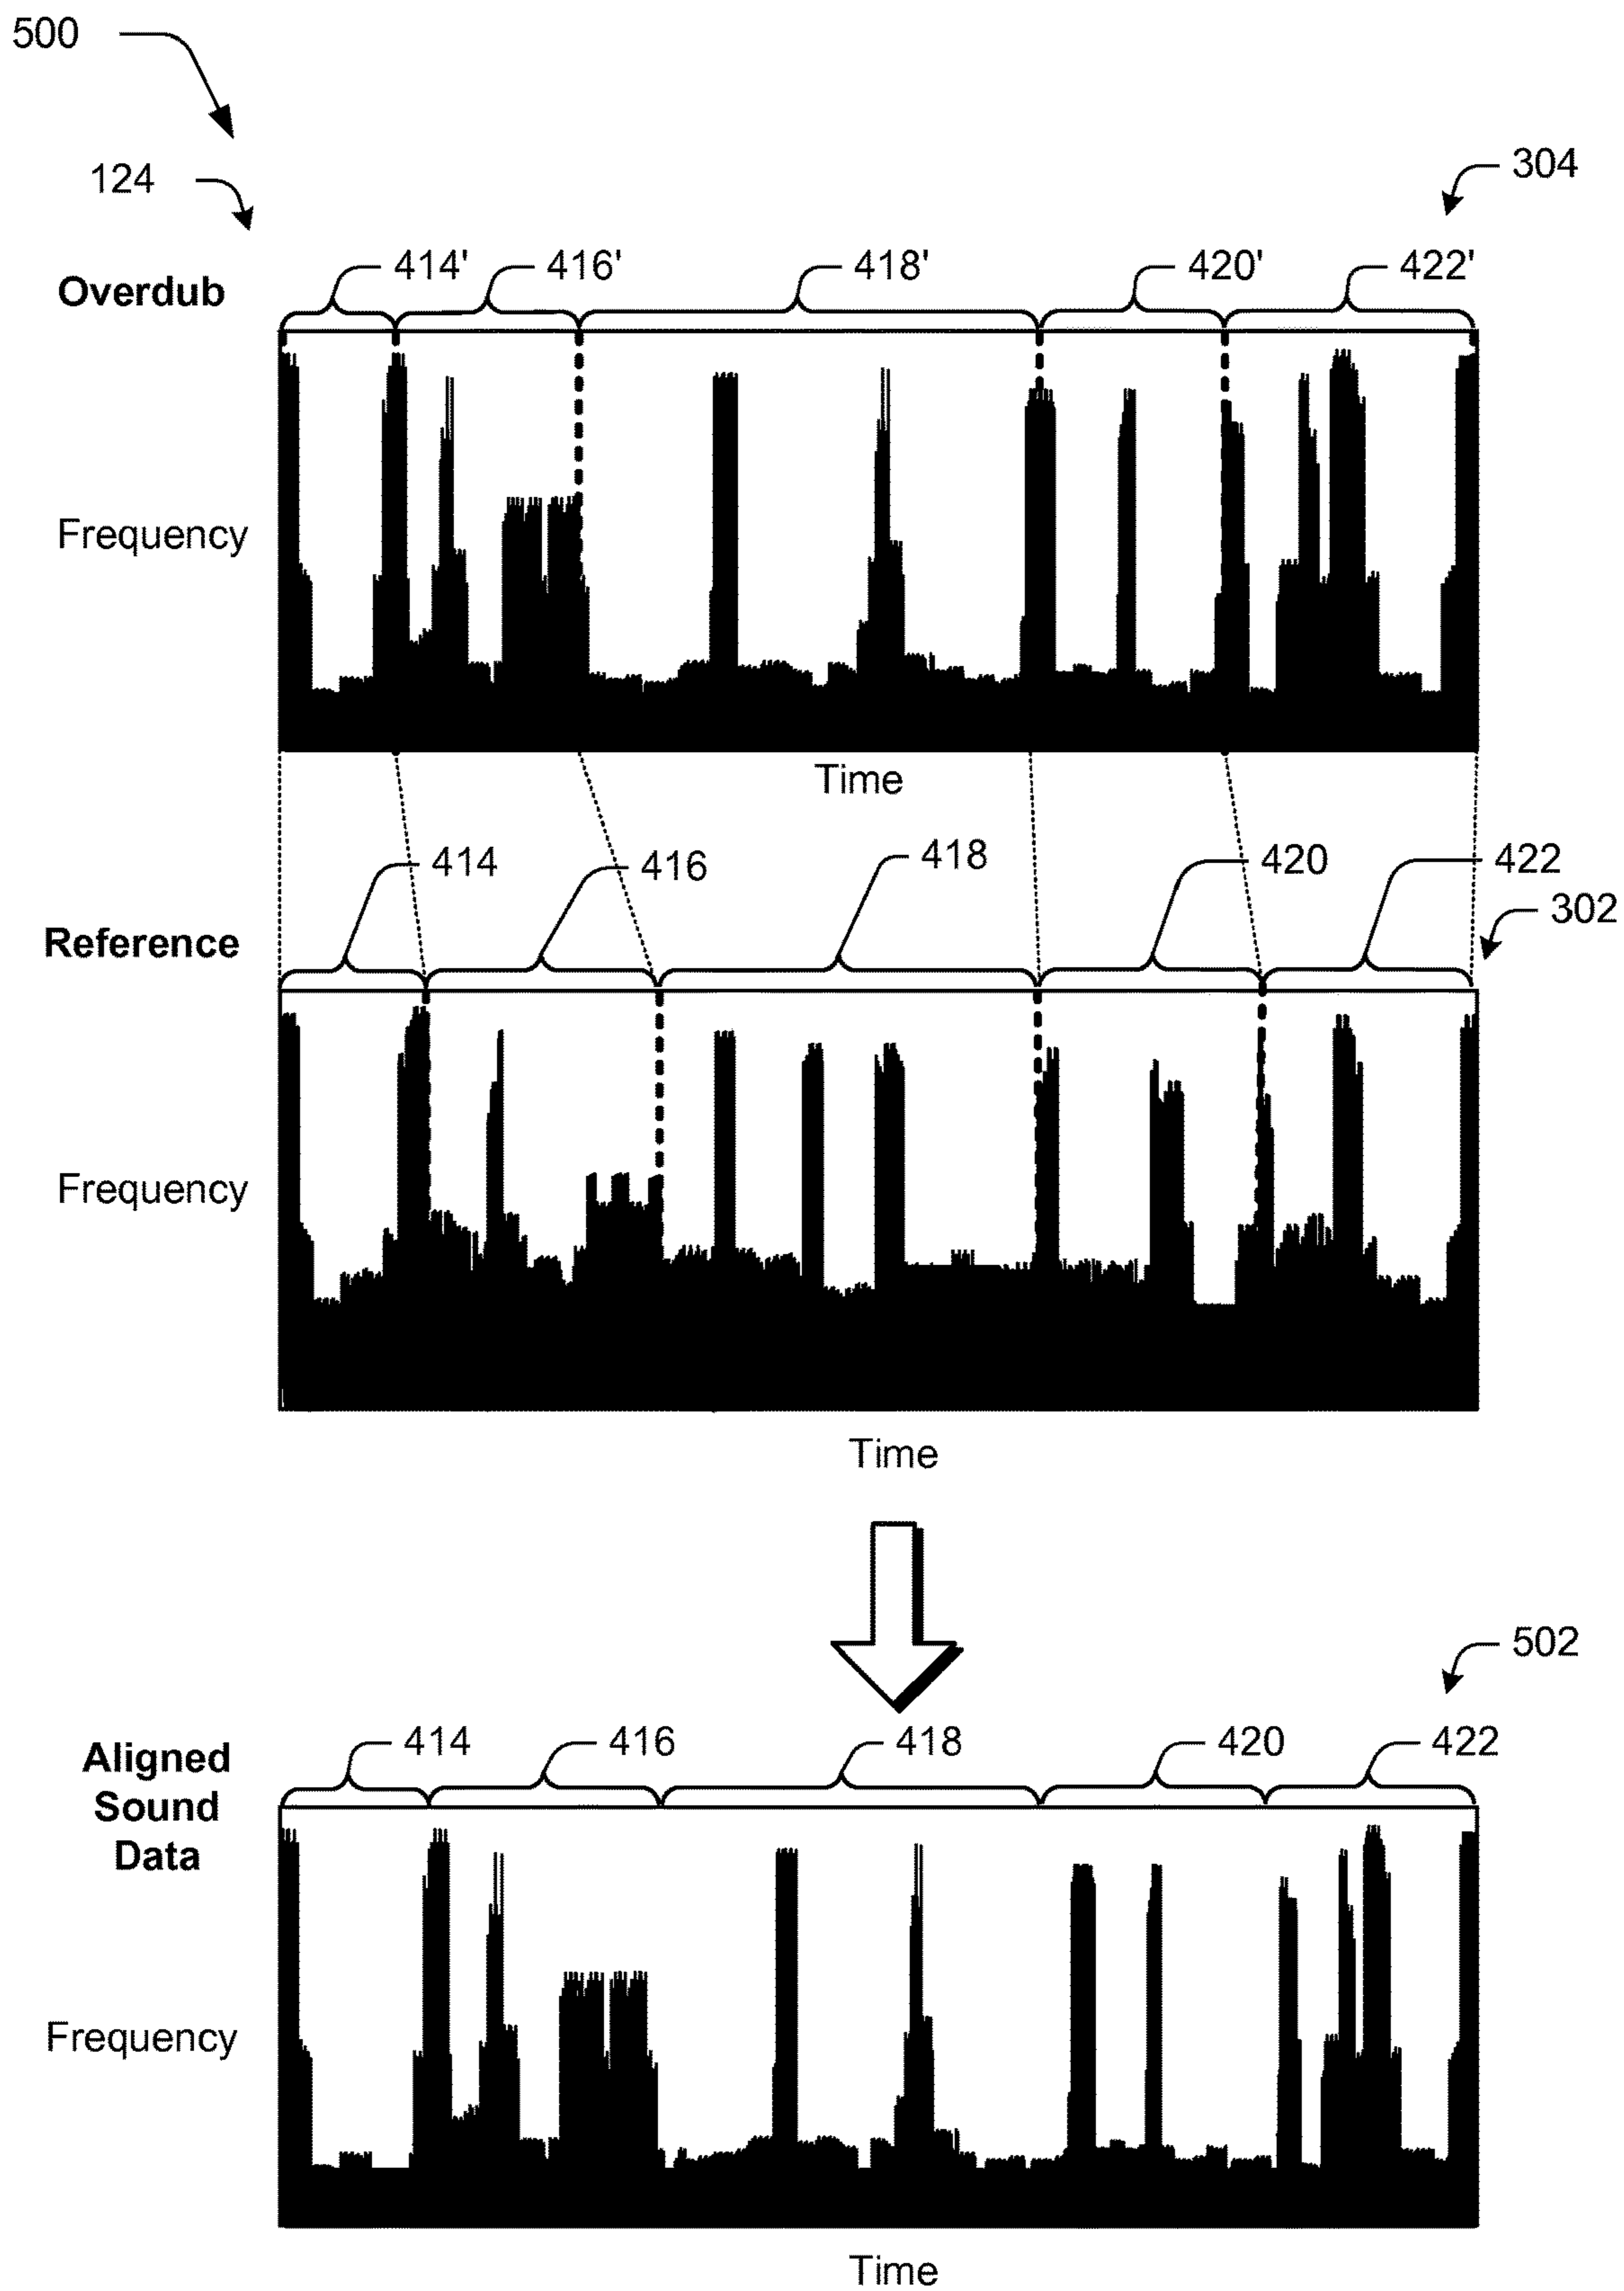 500
124
304
Overdub
414'
416'
418'
420'
422'
Frequency
Time
414
416
418
420
422
302
Reference
Frequency
Time
502
Aligned
Sound
Data
414
416
418
420
422
Frequency
Time